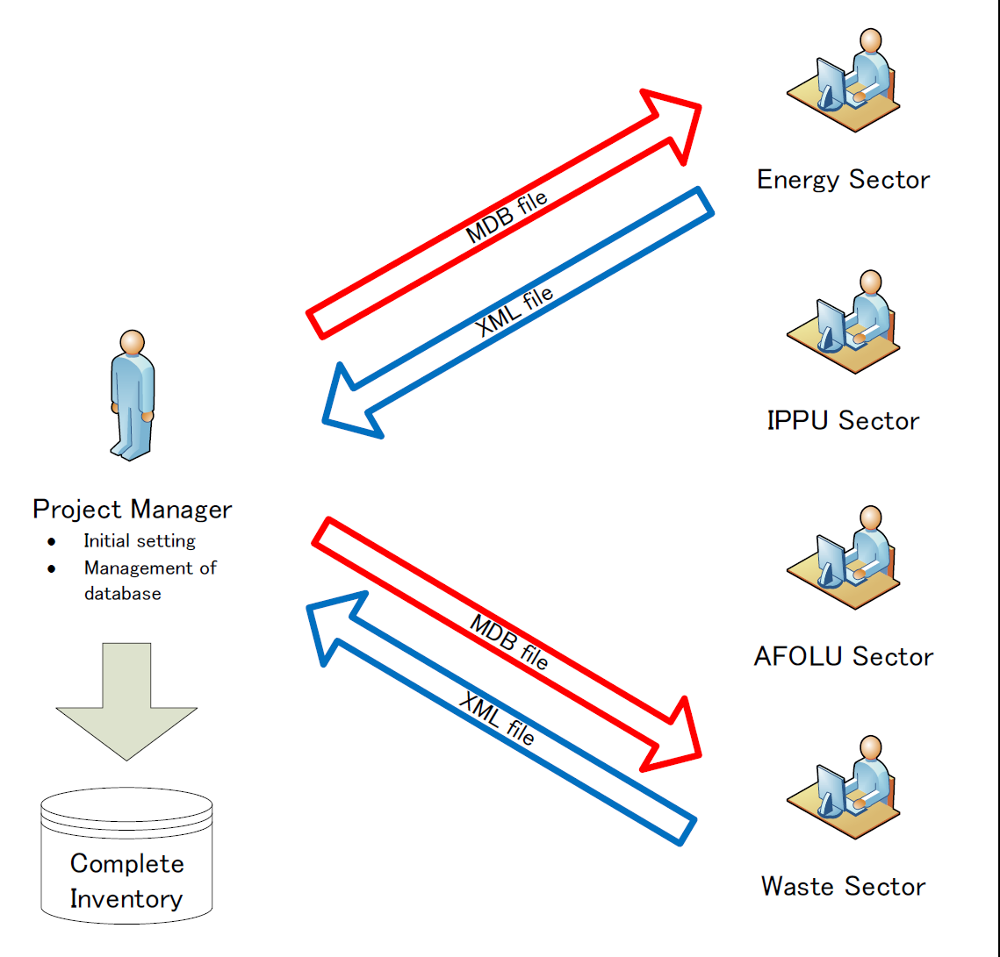 MDB file
Energy Sector
XML file
IPPU Sector
Project Manager
● Initial setting
● Management of
database
MDB file
AFOLU Sector
XML file
Complete
Inventory
Waste Sector